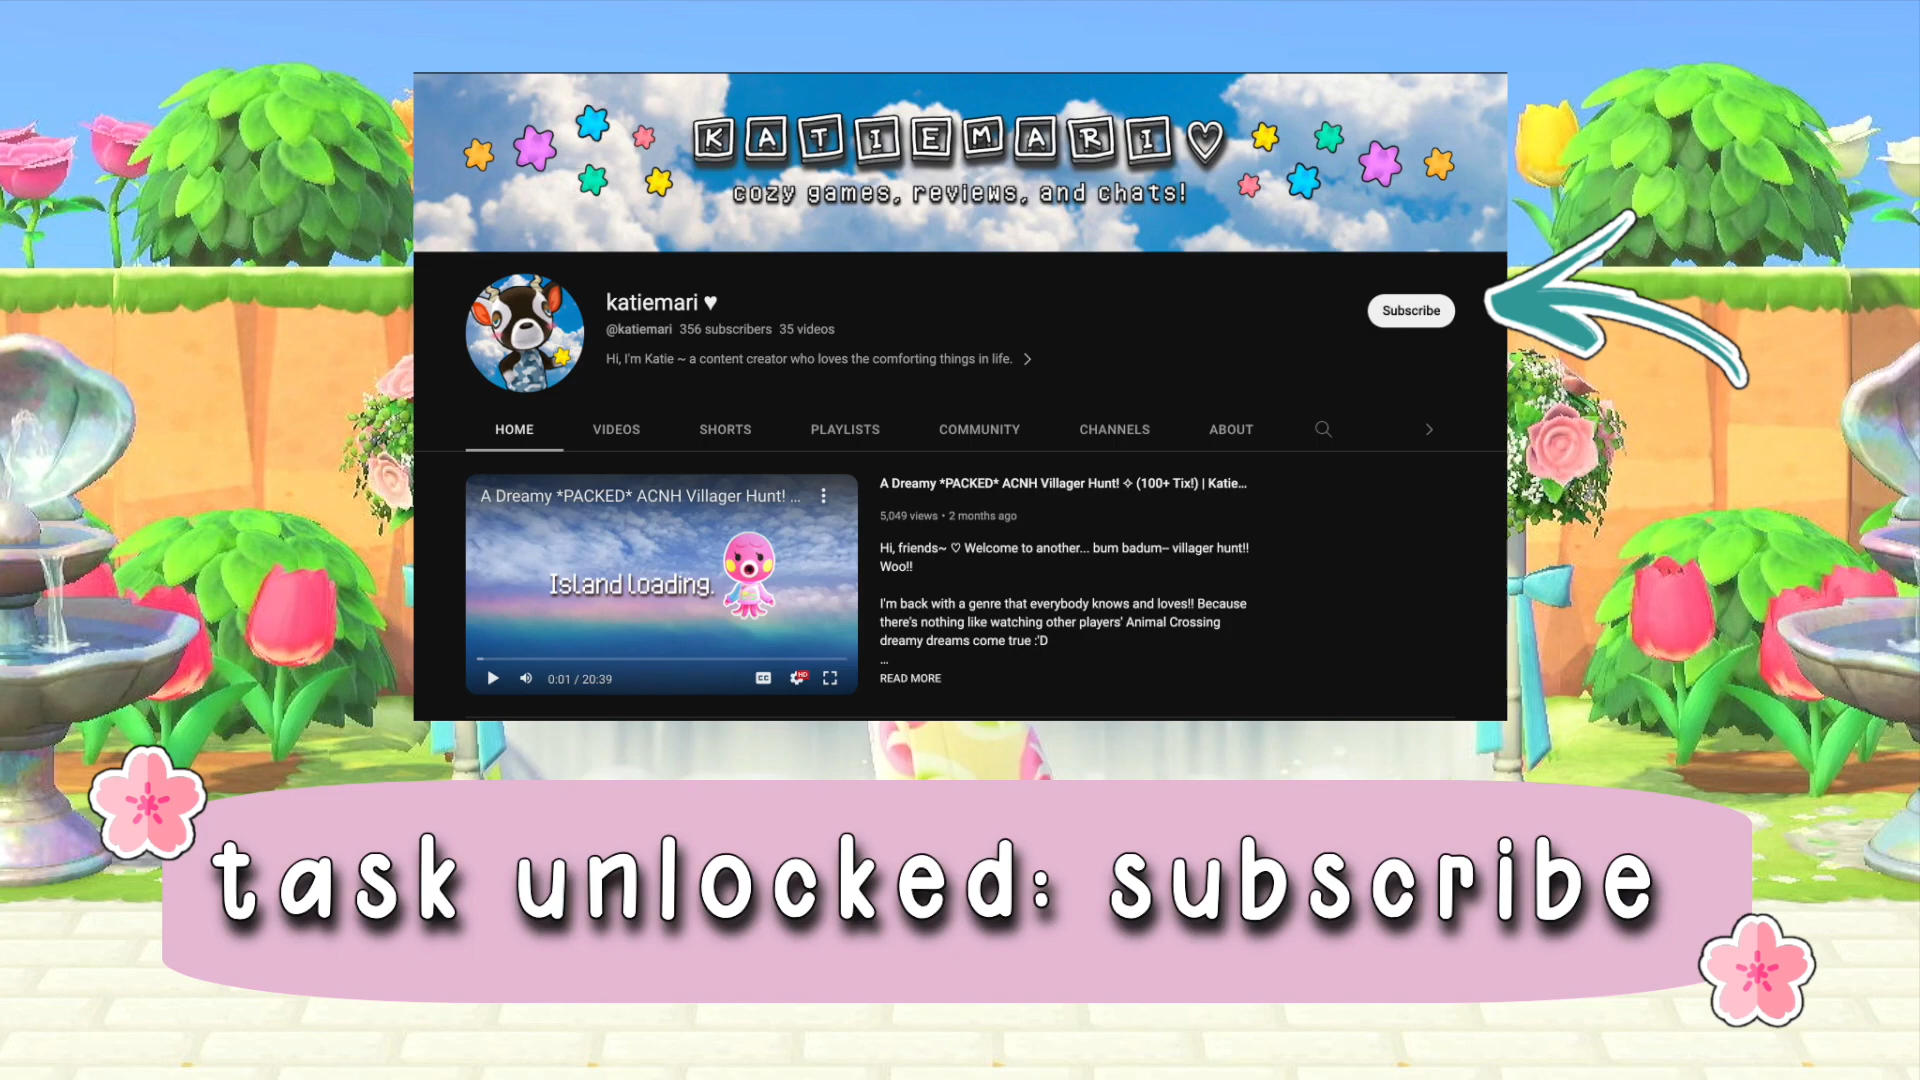 KATIEMARI♡
cozy games, reviews, and chats!
katiemari ♥
@katiemari 356 subscribers 35 videos
Hi, I'm Katie ~ a content creator who loves the comforting things in life.
Subscribe
HOME VIDEOS SHORTS PLAYLISTS COMMUNITY CHANNELS ABOUT
A Dreamy *PACKED* ACNH Villager Hunt! ...
Island loading.
0:01 / 20:39
CC
HD
A Dreamy *PACKED* ACNH Villager Hunt! ✧ (100+ Tix!) | Katie...
5,049 views • 2 months ago
Hi, friends~ ♡ Welcome to another... bum badum-- villager hunt!!
Woo!!
I'm back with a genre that everybody knows and loves!! Because
there's nothing like watching other players' Animal Crossing
dreamy dreams come true :'D
...
READ MORE
task unlocked: subscribe